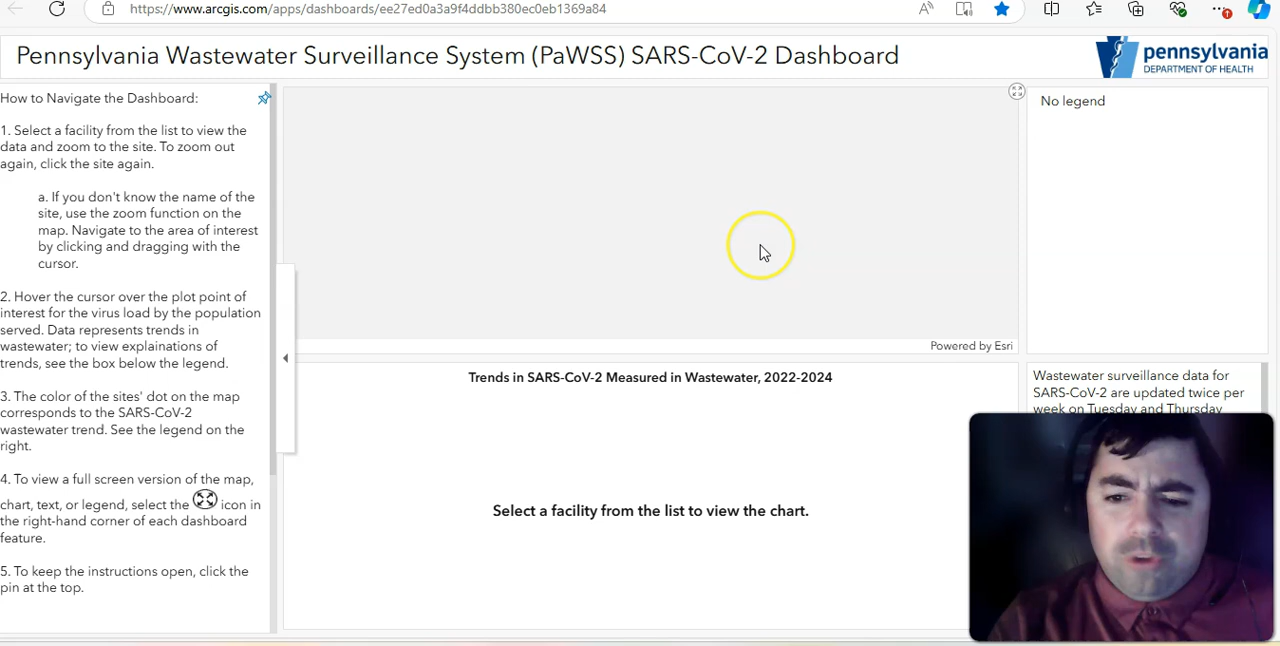 https://www.arcgis.com/apps/dashboards/ee27ed0a3a9f4ddbb380ec0eb1369a84
Pennsylvania Wastewater Surveillance System (PaWSS) SARS-CoV-2 Dashboard
pennsylvania
DEPARTMENT OF HEALTH
How to Navigate the Dashboard:
1. Select a facility from the list to view the
data and zoom to the site. To zoom out
again, click the site again.
a. If you don't know the name of the
site, use the zoom function on the
map. Navigate to the area of interest
by clicking and dragging with the
cursor.
2. Hover the cursor over the plot point of
interest for the virus load by the population
served. Data represents trends in
wastewater; to view explainations of
trends, see the box below the legend.
3. The color of the sites' dot on the map
corresponds to the SARS-CoV-2
wastewater trend. See the legend on the
right.
4. To view a full screen version of the map,
chart, text, or legend, select the icon in
the right-hand corner of each dashboard
feature.
5. To keep the instructions open, click the
pin at the top.
Powered by Esri
Trends in SARS-CoV-2 Measured in Wastewater, 2022-2024
Select a facility from the list to view the chart.
No legend
Wastewater surveillance data for
SARS-CoV-2 are updated twice per
week on Tuesday and Thursday